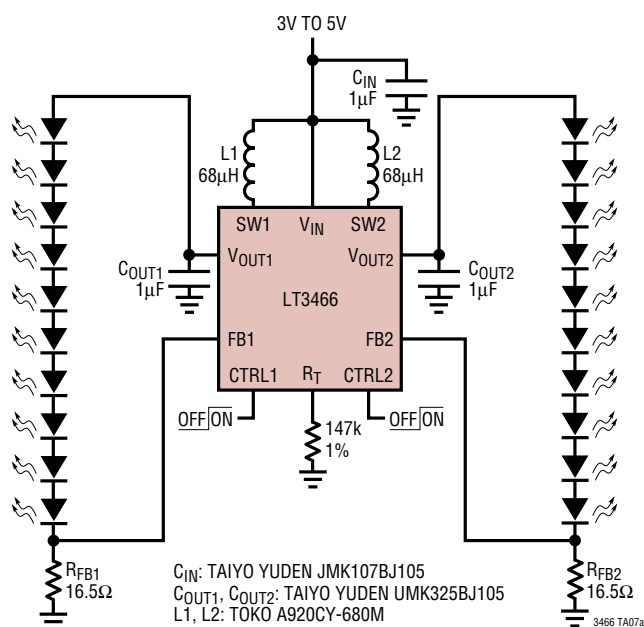 3V TO 5V
CIN
1µF
L1
68µH
L2
68µH
SW1
VIN
SW2
VOUT1
VOUT2
COUT1
1µF
COUT2
1µF
LT3466
FB1
FB2
CTRL1
RT
CTRL2
OFF ON
OFF ON
147k
1%
RFB1
16.5Ω
RFB2
16.5Ω
CIN: TAIYO YUDEN JMK107BJ105
COUT1, COUT2: TAIYO YUDEN UMK325BJ105
L1, L2: TOKO A920CY-680M
3466 TA07a